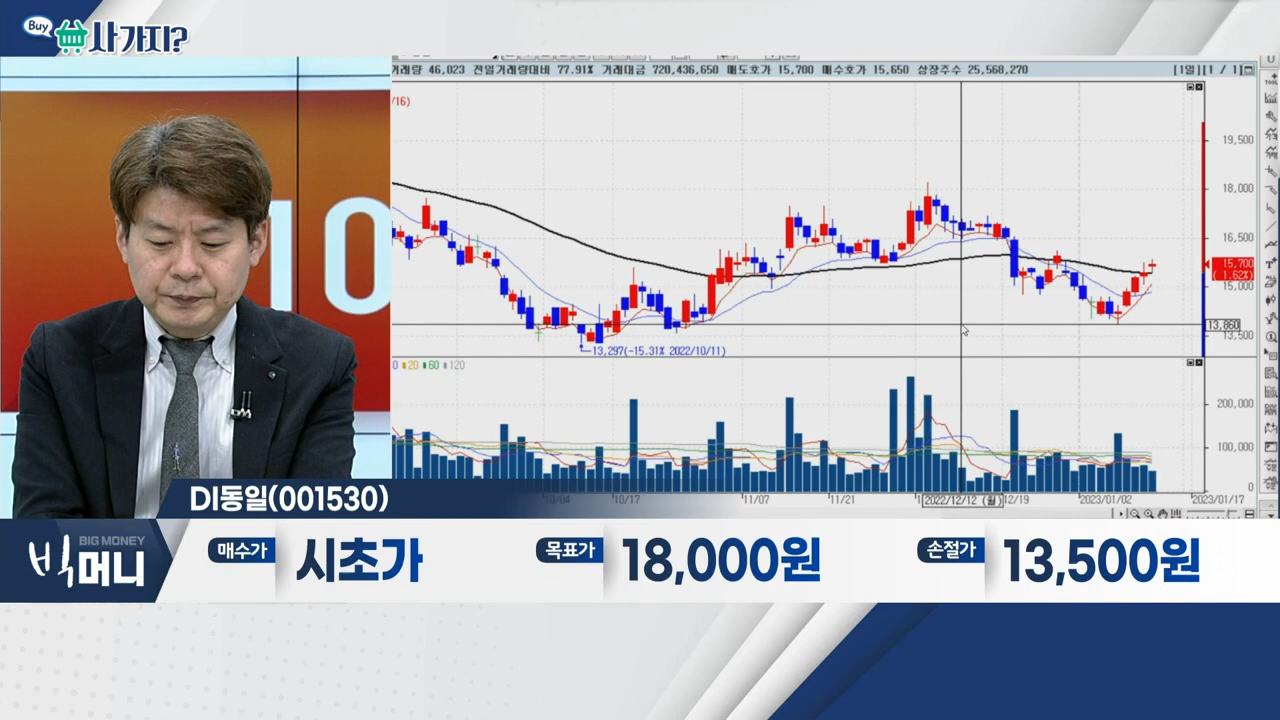 Buy
사가지?
거래량 46,023 전일거래량대비 77.91% 거래대금 720,436,650 매도호가 15,700 매수호가 15,650 상장주수 25,568,270
[1일][1 / 1]
/16)
19,500
18,000
16,500
15,700
( 1.62%)
15,000
13,860
13,500
13,297(-15.31% 2022/10/11)
0 20 60 120
200,000
100,000
0
10/04 10/17 11/07 11/21 2022/12/12 (월) 12/19 2023/01/02 2023/01/17
10
DI동일(001530)
BIG MONEY
빅머니
매수가 시초가 목표가 18,000원 손절가 13,500원